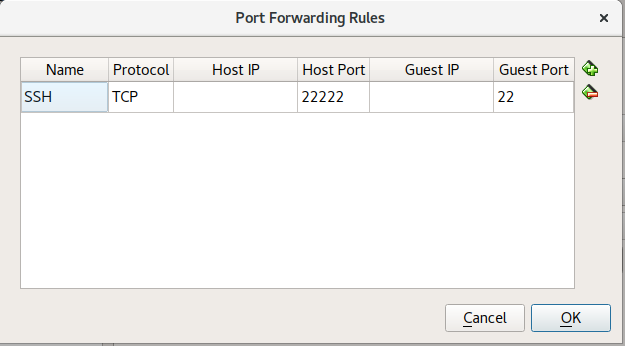 Port Forwarding Rules
Name Protocol Host IP Host Port Guest IP Guest Port
SSH TCP 22222 22
Cancel OK